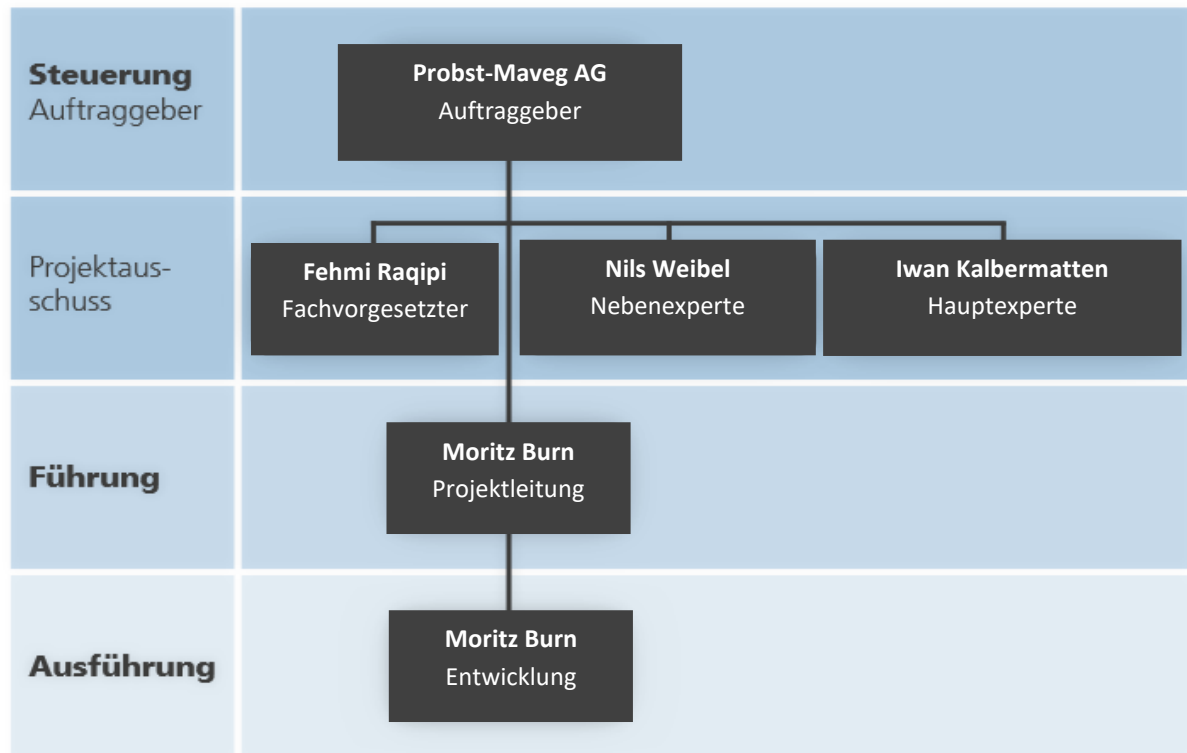 Steuerung
Auftraggeber
Probst-Maveg AG
Auftraggeber
Projektaus-
schuss
Fehmi Raqipi
Fachvorgesetzter
Nils Weibel
Nebenexperte
Iwan Kalbermatten
Hauptexperte
Führung
Moritz Burn
Projektleitung
Ausführung
Moritz Burn
Entwicklung